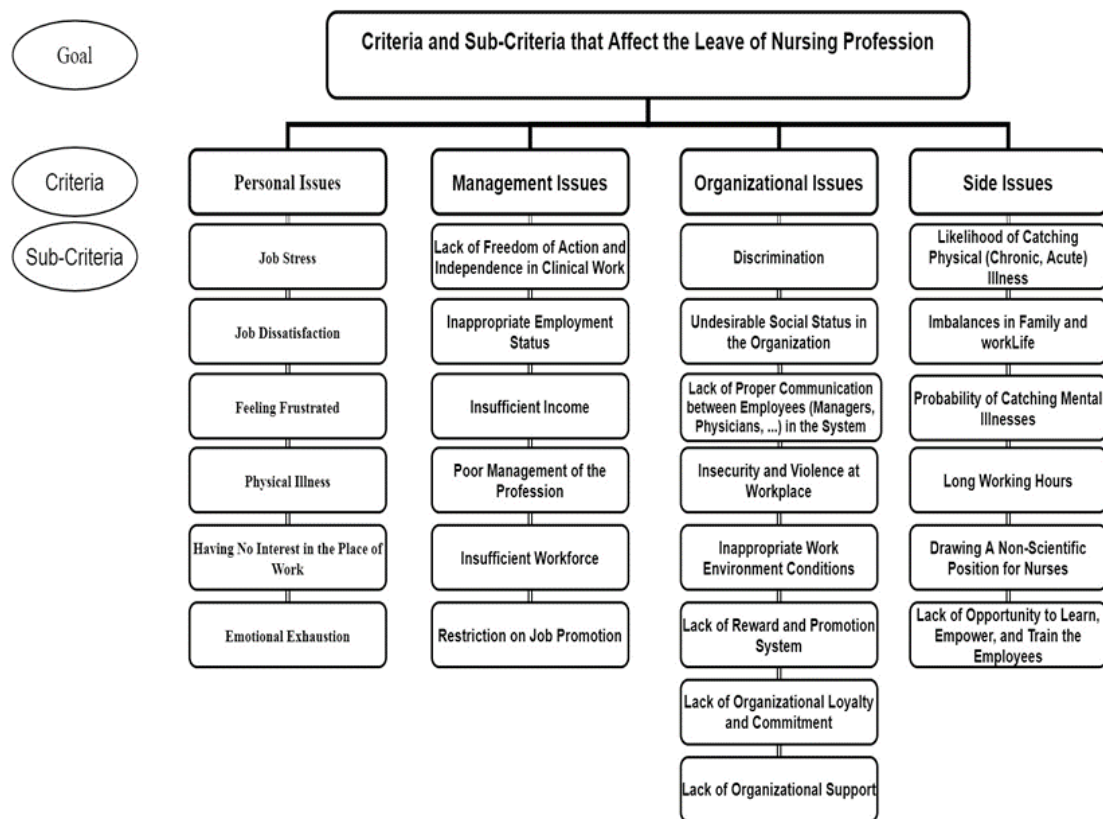 Goal
Criteria and Sub-Criteria that Affect the Leave of Nursing Profession
Criteria
Personal Issues
Management Issues
Organizational Issues
Side Issues
Sub-Criteria
Job Stress
Job Dissatisfaction
Feeling Frustrated
Physical Illness
Having No Interest in the Place of
Work
Emotional Exhaustion
Lack of Freedom of Action and
Independence in Clinical Work
Inappropriate Employment
Status
Insufficient Income
Poor Management of the
Profession
Insufficient Workforce
Restriction on Job Promotion
Discrimination
Undesirable Social Status in
the Organization
Lack of Proper Communication
between Employees (Managers,
Physicians, ...) in the System
Insecurity and Violence at
Workplace
Inappropriate Work
Environment Conditions
Lack of Reward and Promotion
System
Lack of Organizational Loyalty
and Commitment
Lack of Organizational Support
Likelihood of Catching
Physical (Chronic, Acute)
Illness
Imbalances in Family and
workLife
Probability of Catching Mental
Illnesses
Long Working Hours
Drawing A Non-Scientific
Position for Nurses
Lack of Opportunity to Learn,
Empower, and Train the
Employees